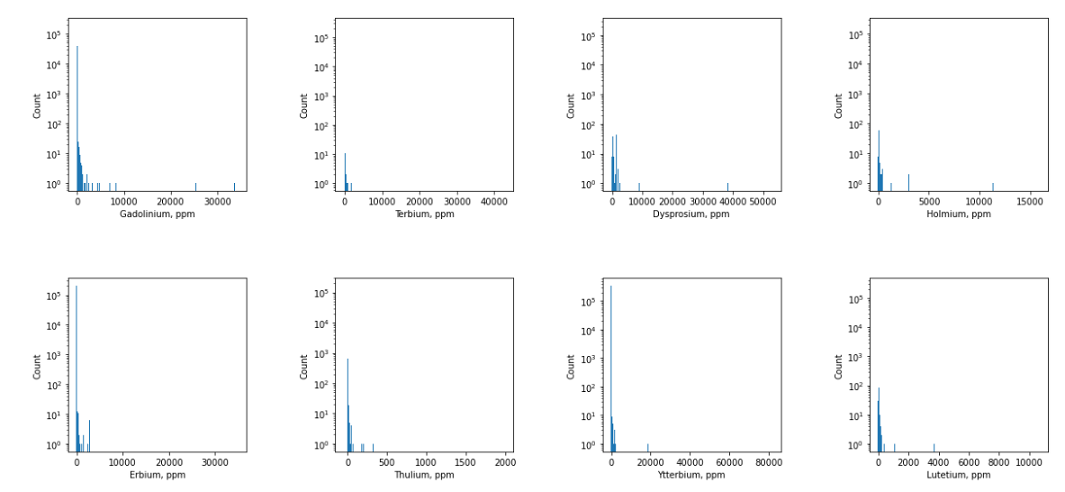 Count
10⁵
10⁴
10³
10²
10¹
10⁰
0 10000 20000 30000
Gadolinium, ppm
Count
10⁵
10⁴
10³
10²
10¹
10⁰
0 10000 20000 30000 40000
Terbium, ppm
Count
10⁵
10⁴
10³
10²
10¹
10⁰
0 10000 20000 30000 40000 50000
Dysprosium, ppm
Count
10⁵
10⁴
10³
10²
10¹
10⁰
0 5000 10000 15000
Holmium, ppm
Count
10⁵
10⁴
10³
10²
10¹
10⁰
0 10000 20000 30000
Erbium, ppm
Count
10⁵
10⁴
10³
10²
10¹
10⁰
0 500 1000 1500 2000
Thulium, ppm
Count
10⁵
10⁴
10³
10²
10¹
10⁰
0 20000 40000 60000 80000
Ytterbium, ppm
Count
10⁵
10⁴
10³
10²
10¹
10⁰
0 2000 4000 6000 8000 10000
Lutetium, ppm